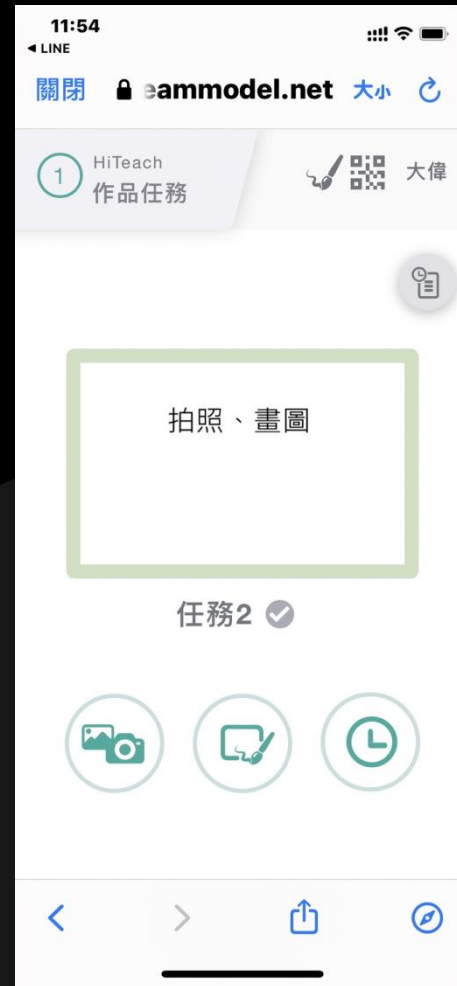 11:54
◀ LINE
關閉 eammodel.net 大小
1 HiTeach
作品任務
大偉
拍照、畫圖
任務2